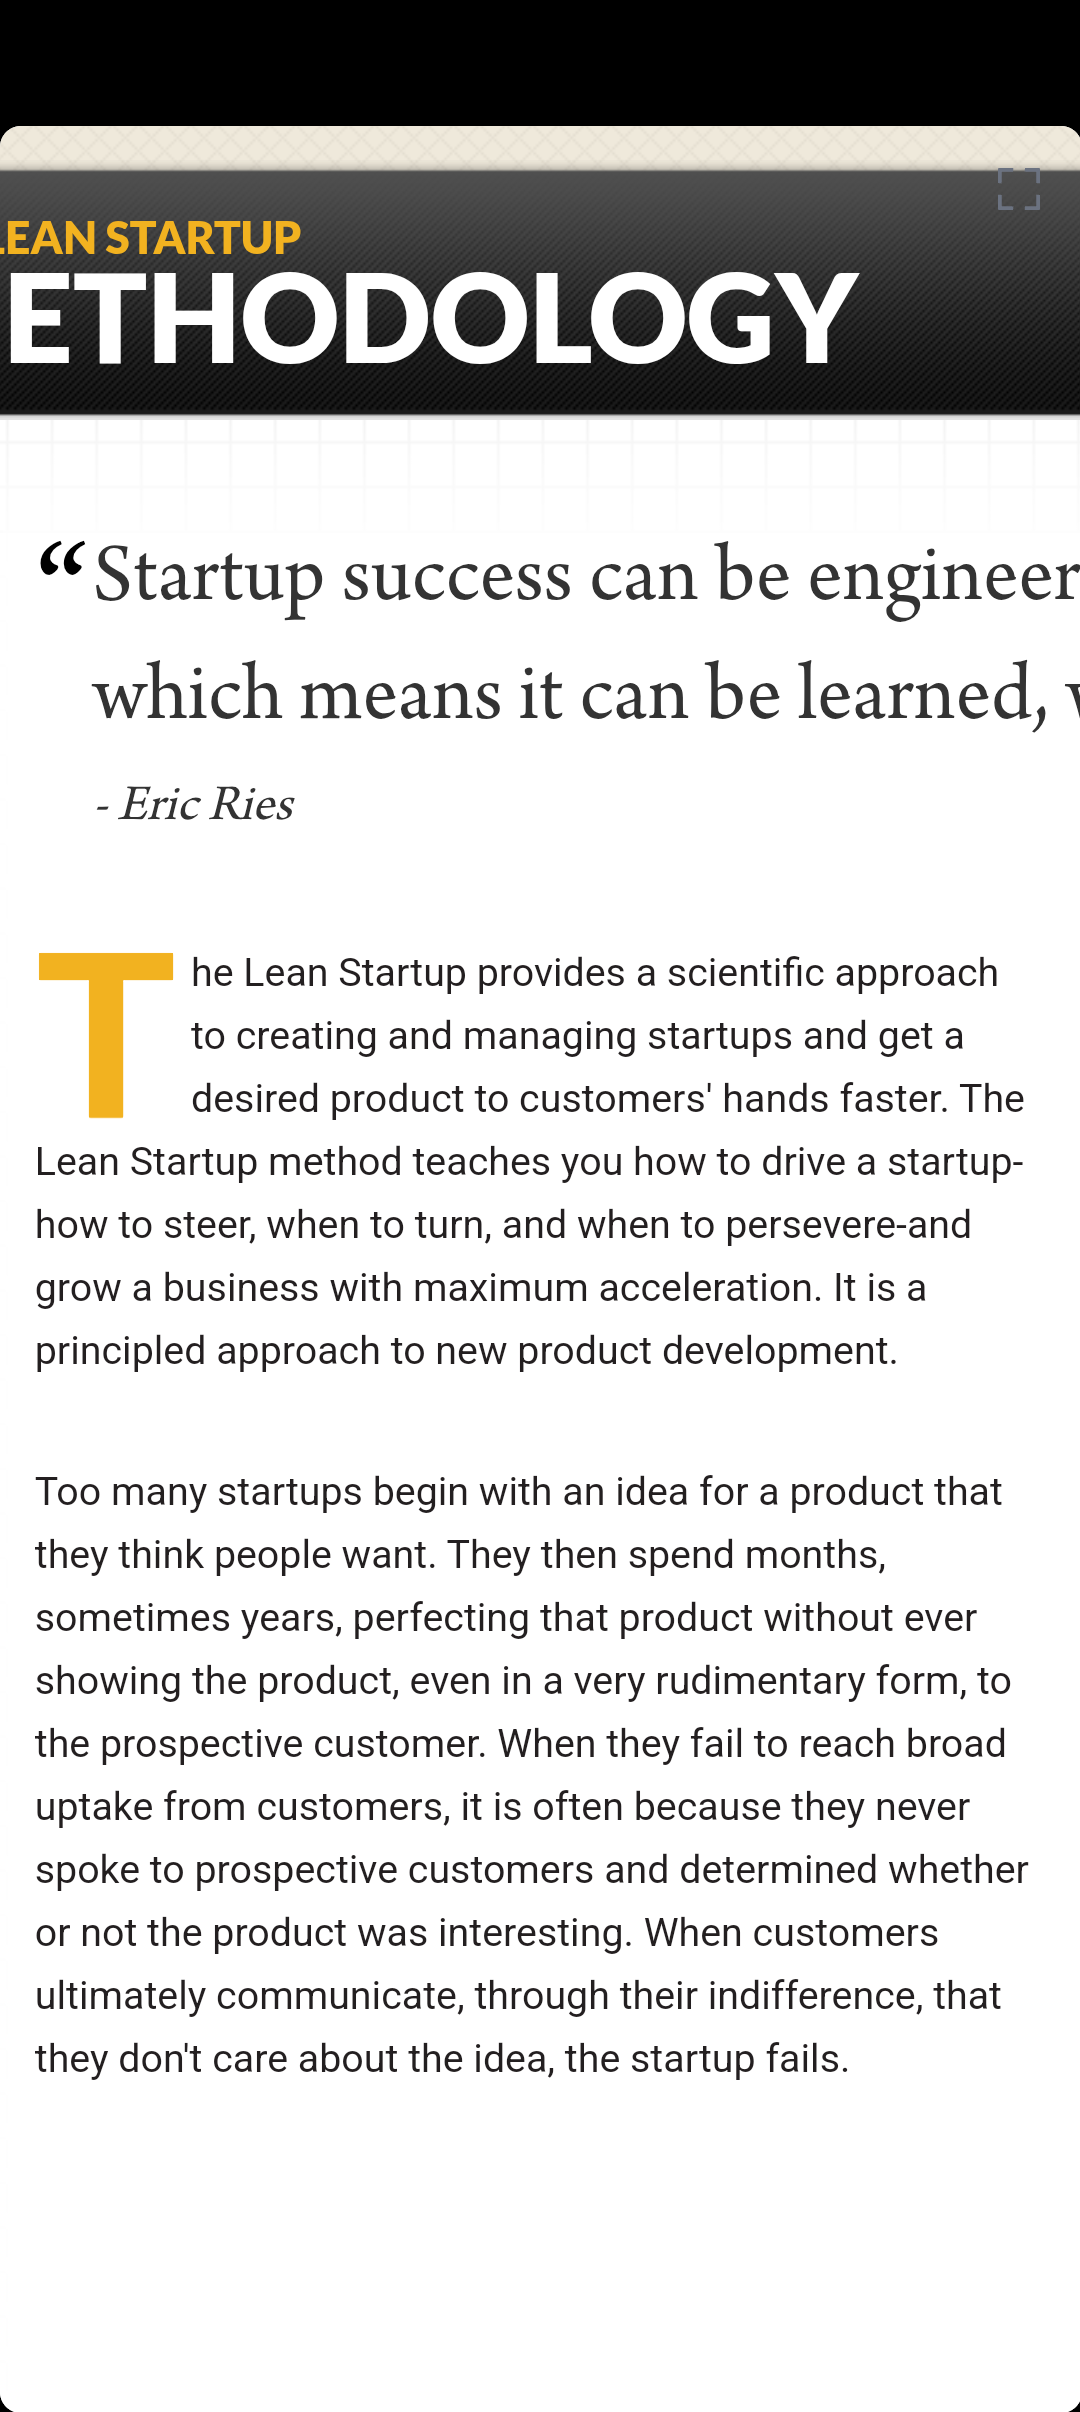 LEAN STARTUP
ETHODOLOGY
“Startup success can be engineer
which means it can be learned,
- Eric Ries
The Lean Startup provides a scientific approach
to creating and managing startups and get a
desired product to customers' hands faster. The
Lean Startup method teaches you how to drive a startup-
how to steer, when to turn, and when to persevere-and
grow a business with maximum acceleration. It is a
principled approach to new product development.
Too many startups begin with an idea for a product that
they think people want. They then spend months,
sometimes years, perfecting that product without ever
showing the product, even in a very rudimentary form, to
the prospective customer. When they fail to reach broad
uptake from customers, it is often because they never
spoke to prospective customers and determined whether
or not the product was interesting. When customers
ultimately communicate, through their indifference, that
they don't care about the idea, the startup fails.